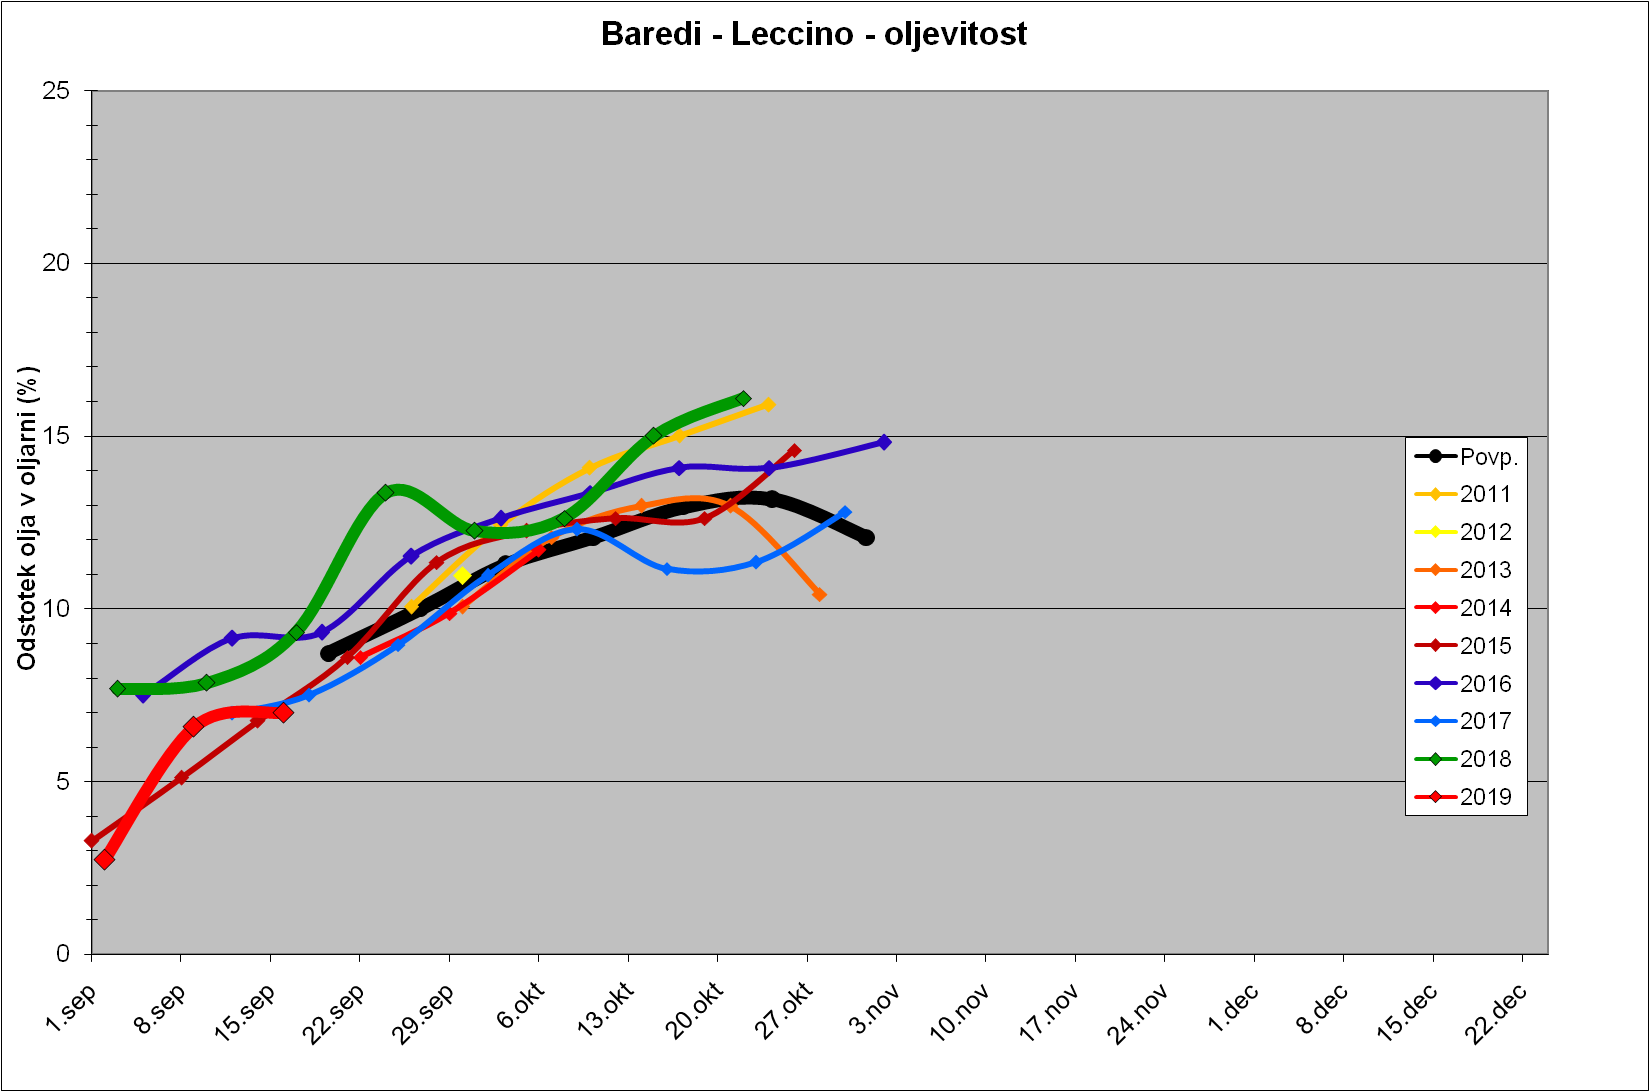 Baredi - Leccino - oljevitost
Odstotek olja v oljarni (%)
25
20
15
10
5
0
1.sep
8.sep
15.sep
22.sep
29.sep
6.okt
13.okt
20.okt
27.okt
3.nov
10.nov
17.nov
24.nov
1.dec
8.dec
15.dec
22.dec
Povp.
2011
2012
2013
2014
2015
2016
2017
2018
2019